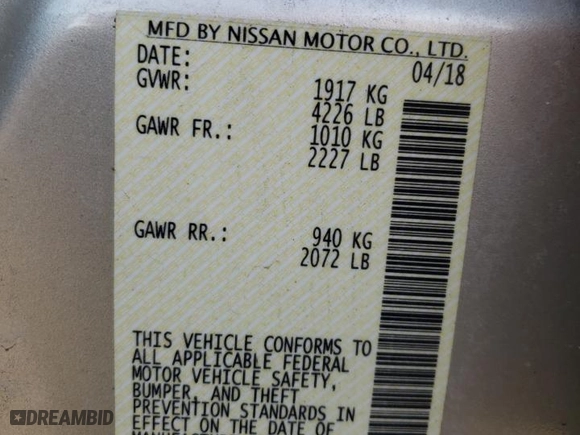 MFD BY NISSAN MOTOR CO., LTD.
DATE: 04/18
GVWR: 1917 KG
4226 LB
GAWR FR.: 1010 KG
2227 LB
GAWR RR.: 940 KG
2072 LB
THIS VEHICLE CONFORMS TO
ALL APPLICABLE FEDERAL
MOTOR VEHICLE SAFETY,
BUMPER, AND THEFT
PREVENTION STANDARDS IN
EFFECT ON THE DATE OF
DREAMBID